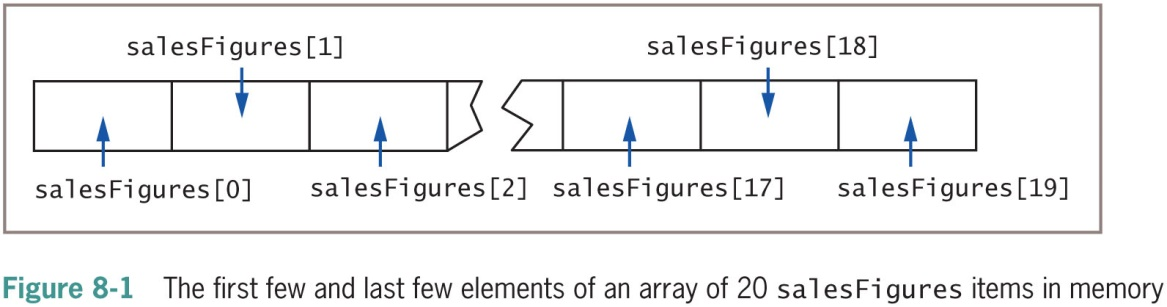 salesFigures[1] salesFigures[18]
salesFigures[0] salesFigures[2] salesFigures[17] salesFigures[19]
Figure 8-1 The first few and last few elements of an array of 20 salesFigures items in memory